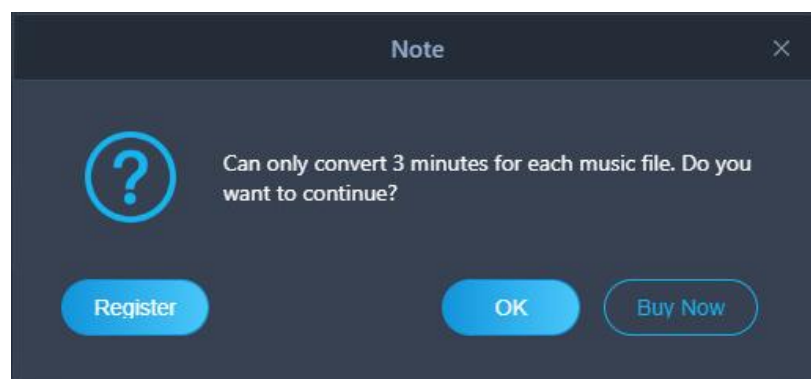 Note
Can only convert 3 minutes for each music file. Do you
want to continue?
Register
OK
Buy Now